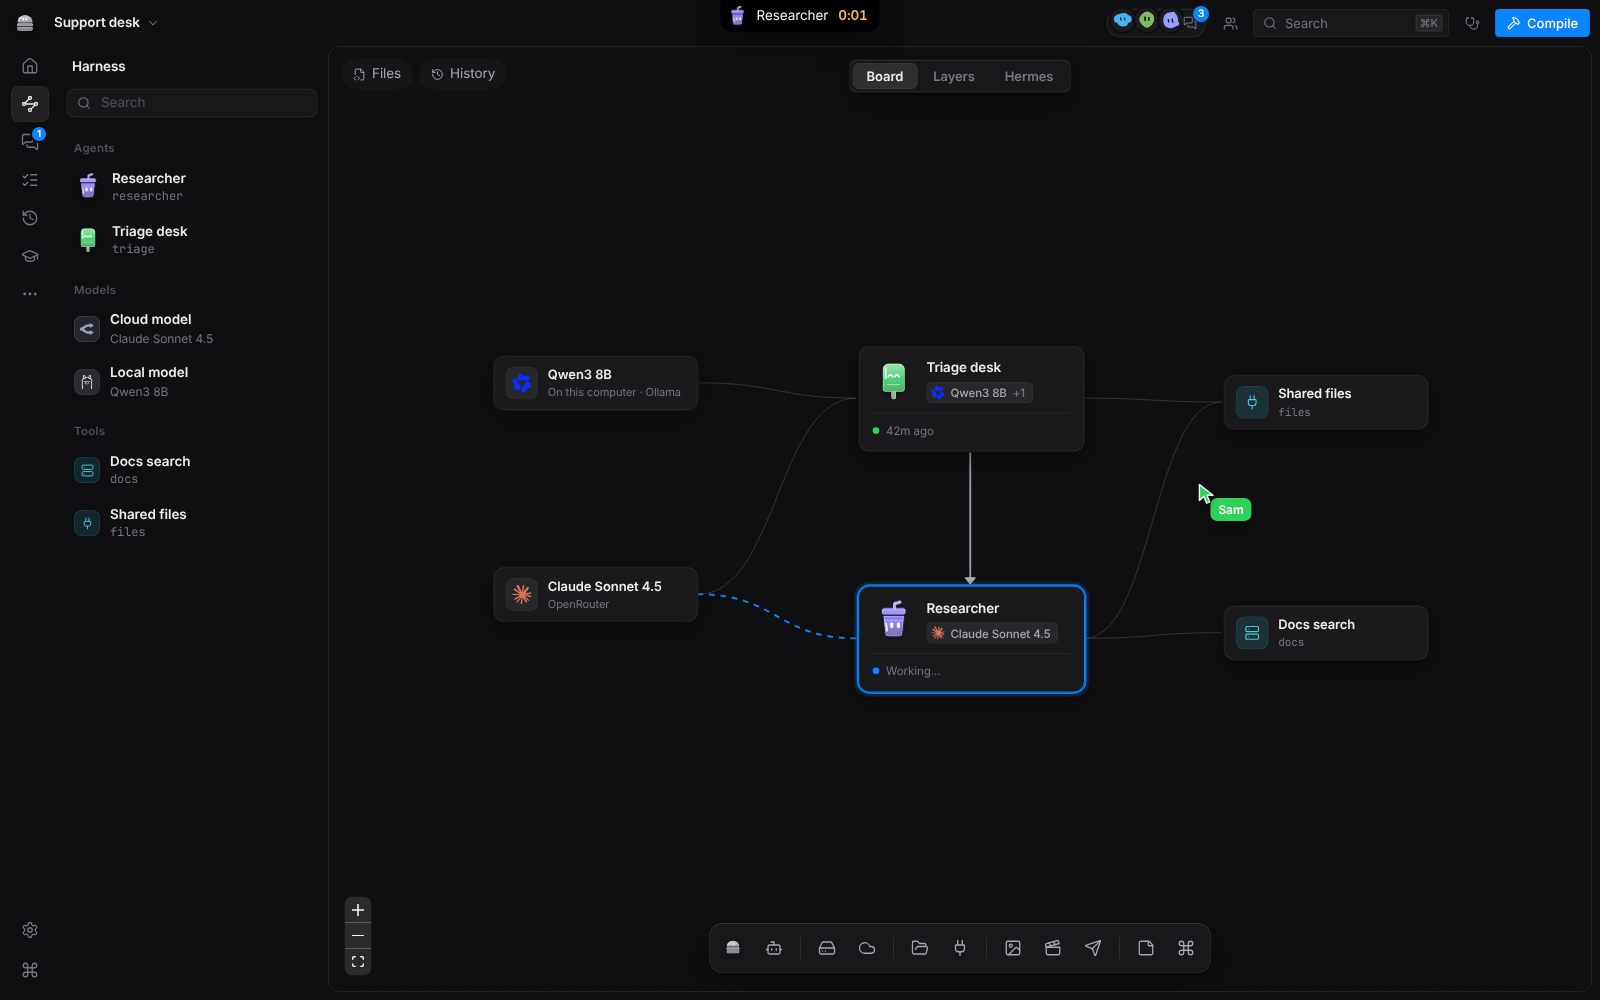 Support desk
Researcher 0:01
3
Search ⌘K
Compile
Harness
Search
1
Agents
Researcher
researcher
Triage desk
triage
Models
Cloud model
Claude Sonnet 4.5
Local model
Qwen3 8B
Tools
Docs search
docs
Shared files
files
Files
History
Board
Layers
Hermes
Qwen3 8B
On this computer · Ollama
Triage desk
Qwen3 8B +1
42m ago
Shared files
files
Sam
Claude Sonnet 4.5
OpenRouter
Researcher
Claude Sonnet 4.5
Working...
Docs search
docs